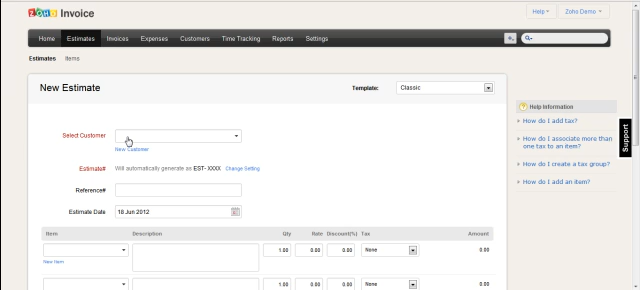 ZOHO Invoice
Help Zoho Demo
Home Estimates Invoices Expenses Customers Time Tracking Reports Settings
Estimates Items
New Estimate
Template: Classic
Select Customer
New Customer
Estimate# Will automatically generate as EST- XXXX Change Setting
Reference#
Estimate Date 18 Jun 2012
Item Description Qty Rate Discount(%) Tax Amount
1.00 0.00 0.00 None 0.00
New Item
1.00 0.00 0.00 None 0.00
? Help Information
How do I add tax?
How do I associate more than
one tax to an item?
How do I create a tax group?
How do I add an item?
Support